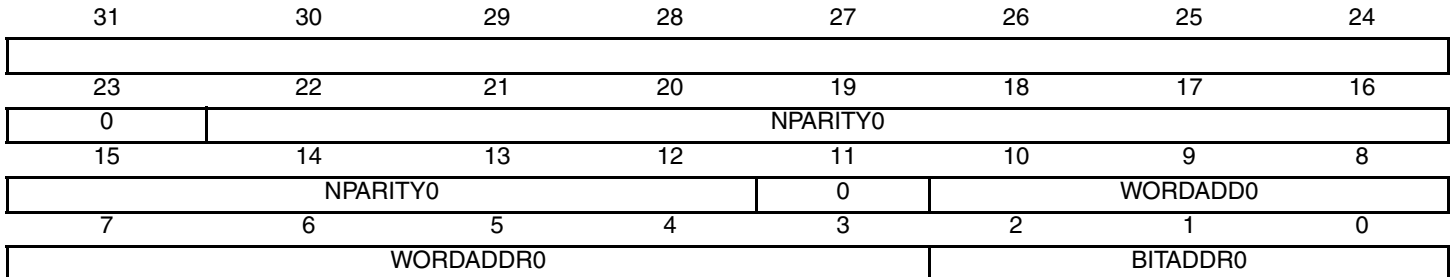 31 30 29 28 27 26 25 24
23 22 21 20 19 18 17 16
0 NPARITY0
15 14 13 12 11 10 9 8
NPARITY0 0 WORDADD0
7 6 5 4 3 2 1 0
WORDADDR0 BITADDR0